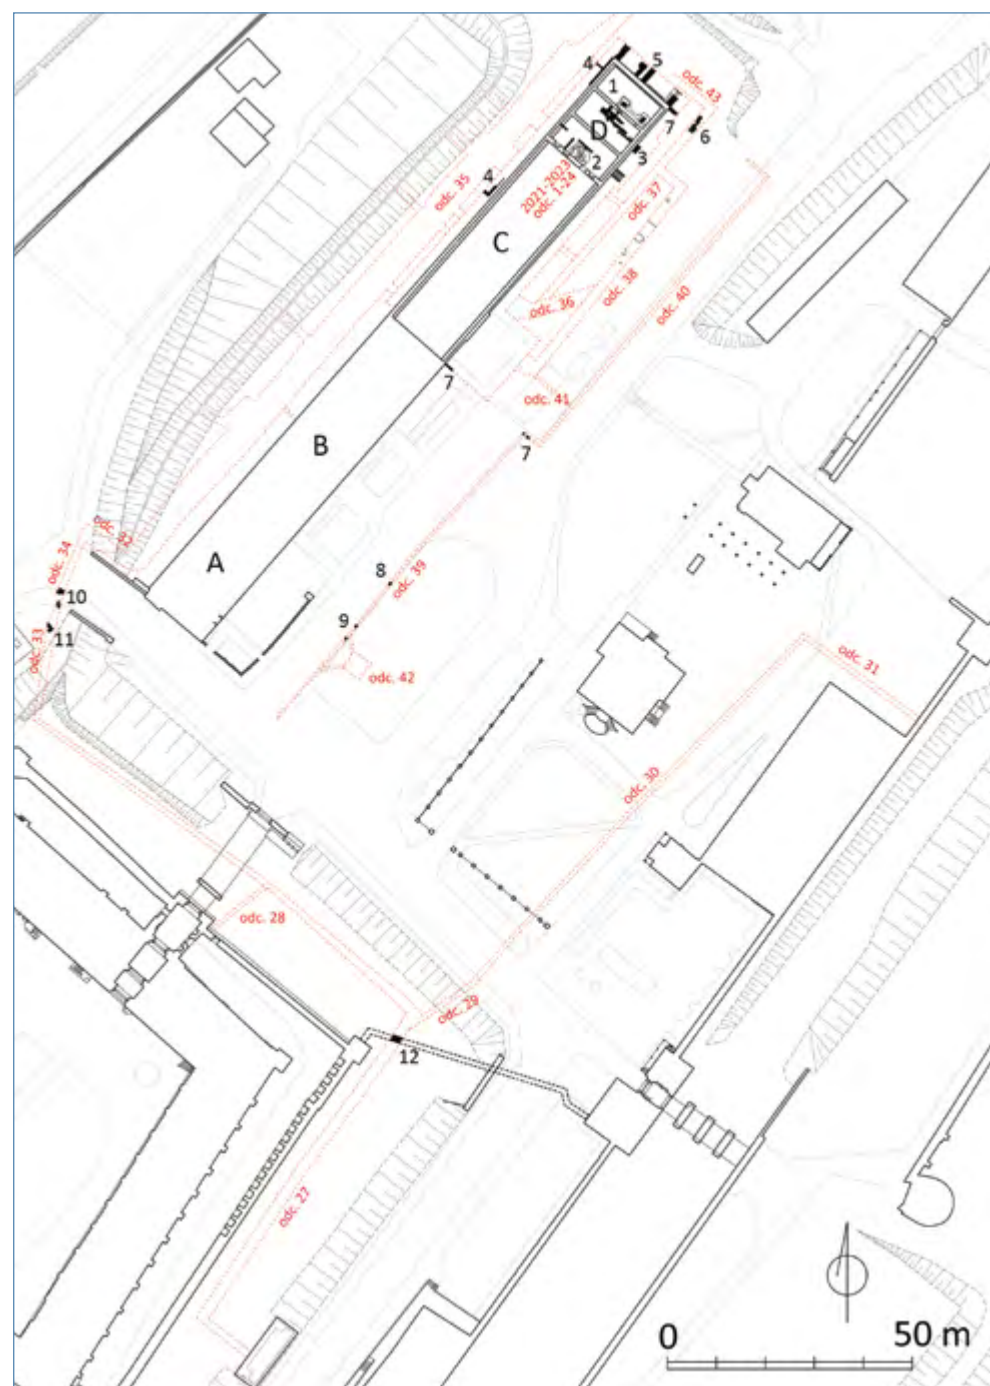 4
5
1
odc. 43
7
6
D
3
2
4
odc. 35
2021-2023
odc. 1-24
odc. 37
C
odc. 36
odc. 38
odc. 40
7
odc. 41
B
7
odc. 32
odc. 34
A
8
odc. 39
10
9
11
odc. 33
odc. 42
odc. 31
odc. 30
odc. 28
odc. 29
12
odc. 27
0
50 m